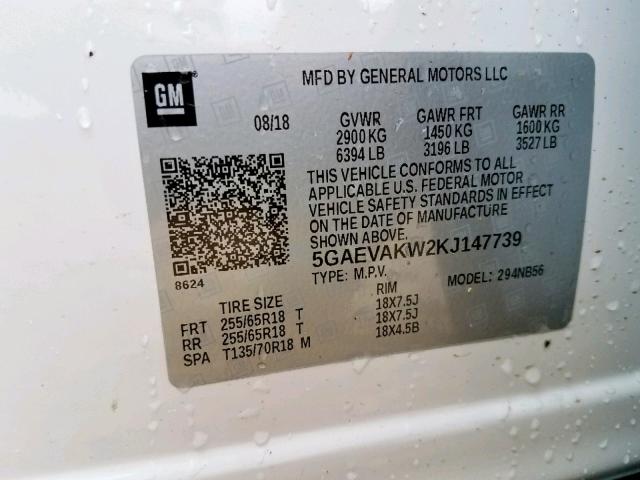 GM
MFD BY GENERAL MOTORS LLC
08/18 GVWR GAWR FRT GAWR RR
2900 KG 1450 KG 1600 KG
6394 LB 3196 LB 3527 LB
THIS VEHICLE CONFORMS TO ALL
APPLICABLE U.S. FEDERAL MOTOR
VEHICLE SAFETY STANDARDS IN EFFECT
ON THE DATE OF MANUFACTURE
SHOWN ABOVE.
8624
5GAEVAKW2KJ147739
TYPE: M.P.V. MODEL: 294NB56
TIRE SIZE RIM
FRT 255/65R18 T 18X7.5J
RR 255/65R18 T 18X7.5J
SPA T135/70R18 M 18X4.5B